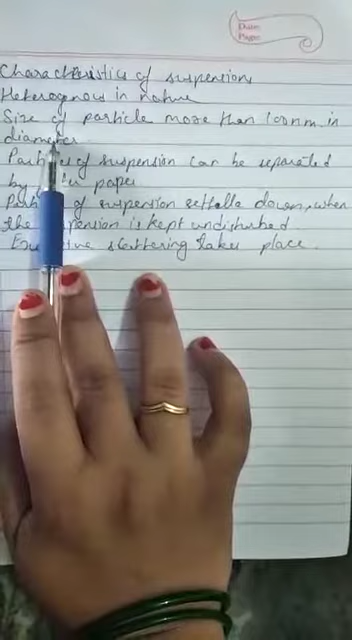 Date:
Page:
Characteristics of suspension
Heterogenous in nature
Size of particle more than 100nm in
diameter
of suspension can be separated
by paper
of suspension settle down, when
the is kept undisturbed.
scattering takes place.